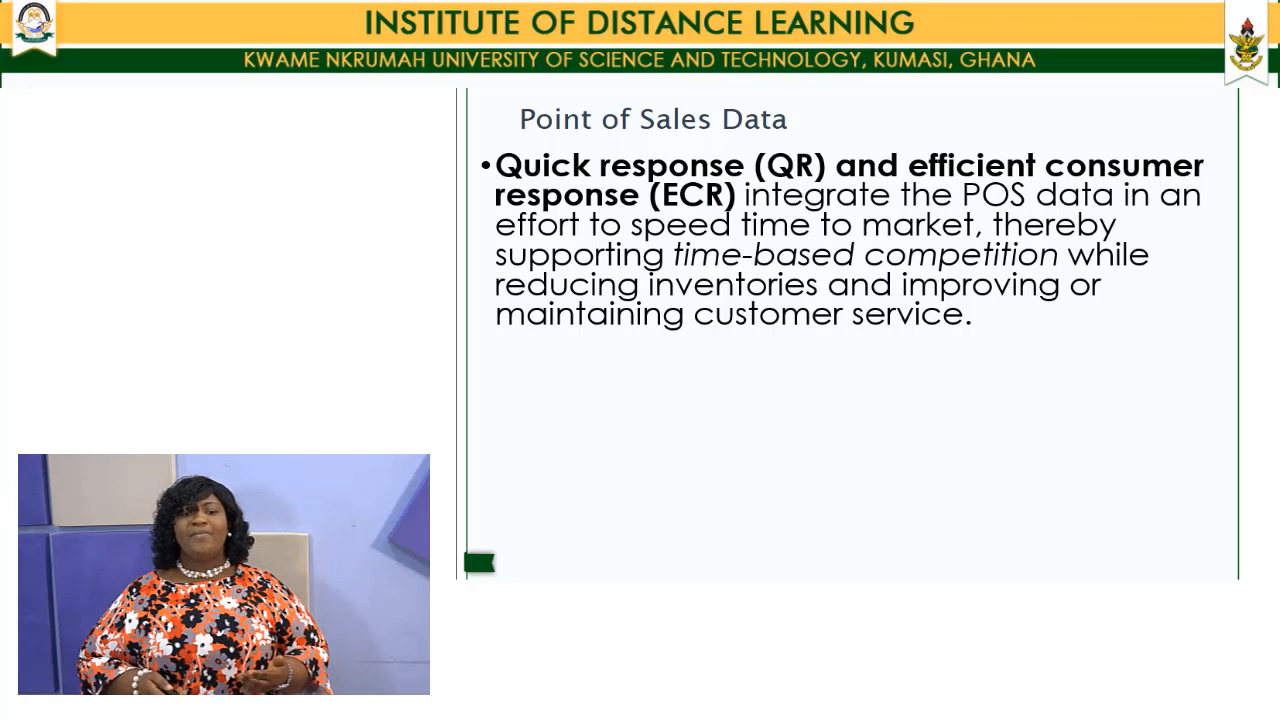 INSTITUTE OF DISTANCE LEARNING
KWAME NKRUMAH UNIVERSITY OF SCIENCE AND TECHNOLOGY, KUMASI, GHANA
Point of Sales Data
•Quick response (QR) and efficient consumer
response (ECR) integrate the POS data in an
effort to speed time to market, thereby
supporting time-based competition while
reducing inventories and improving or
maintaining customer service.